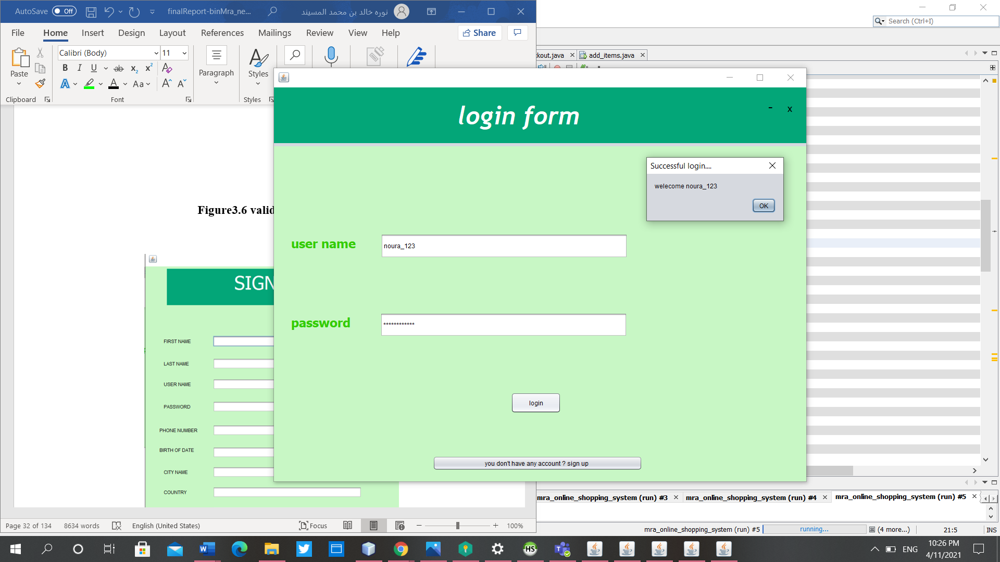 AutoSave Off finalReport-binMra_ne... نوره خالد بن محمد المسيند
File Home Insert Design Layout References Mailings Review View Help Share
Calibri (Body) 11
Paste
B I U ab x2 x2 A
A A Aa A A
Paragraph
Styles
Clipboard Font Styles
Search (Ctrl+I)
kout.java add_items.java
login form
- x
Successful login....
welecome noura_123
OK
user name noura_123
password ************
login
you don't have any account ? sign up
Figure3.6 valid
SIGN
FIRST NAME
LAST NAME
USER NAME
PASSWORD
PHONE NUMBER
BIRTH OF DATE
CITY NAME
COUNTRY
mra_online_shopping_system (run) #3 mra_online_shopping_system (run) #4 mra_online_shopping_system (run) #5
Page 32 of 134 8634 words English (United States) Focus 100%
mra_online_shopping_system (run) #5 running... (4 more...) 21:5 INS
HS
ENG
10:26 PM
4/11/2021